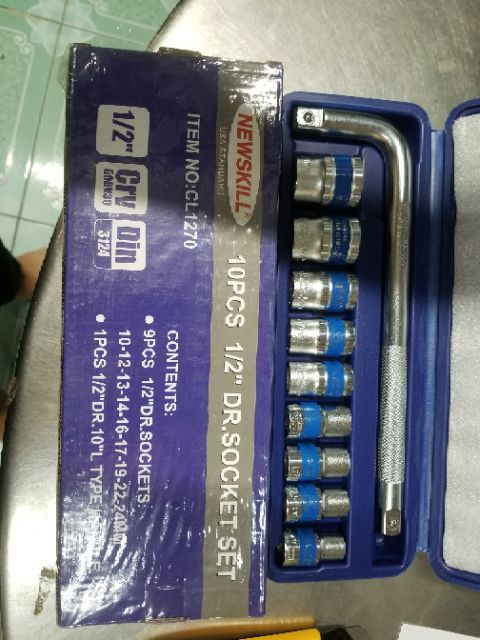 NEWSKILL
USA STANDARD
ITEM NO:CL1270
1/2"
Crv
Din
3124
10PCS 1/2" DR.SOCKET SET
CONTENTS:
• 9PCS 1/2"DR.SOCKETS:
10-12-13-14-16-17-19-22-24MM
• 1PCS 1/2"DR.10"L TYPE